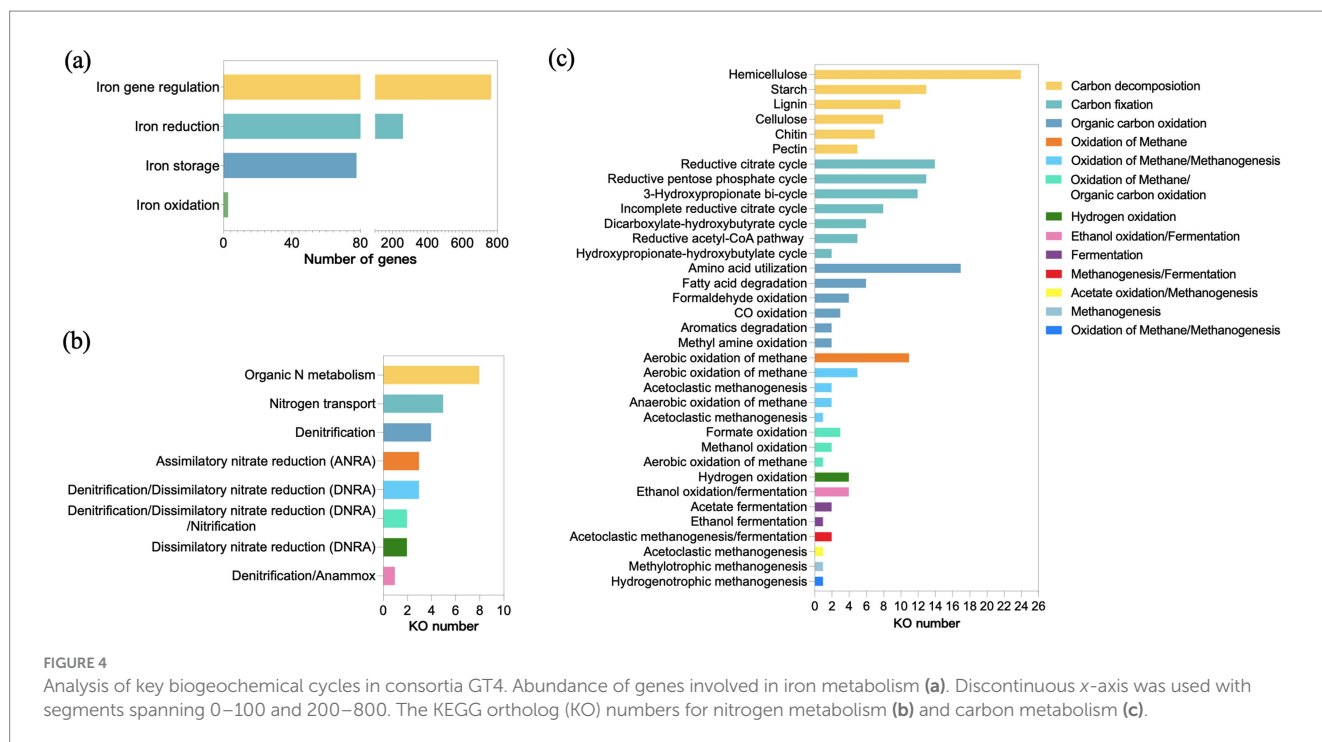 (a)
Iron gene regulation
Iron reduction
Iron storage
Iron oxidation
0 40 80 200 400 600 800
Number of genes
(b)
Organic N metabolism
Nitrogen transport
Denitrification
Assimilatory nitrate reduction (ANRA)
Denitrification/Dissimilatory nitrate reduction (DNRA)
Denitrification/Dissimilatory nitrate reduction (DNRA)
/Nitrification
Dissimilatory nitrate reduction (DNRA)
Denitrification/Anammox
0 2 4 6 8 10
KO number
(c)
Hemicellulose
Starch
Lignin
Cellulose
Chitin
Pectin
Reductive citrate cycle
Reductive pentose phosphate cycle
3-Hydroxypropionate bi-cycle
Incomplete reductive citrate cycle
Dicarboxylate-hydroxybutyrate cycle
Reductive acetyl-CoA pathway
Hydroxypropionate-hydroxybutylate cycle
Amino acid utilization
Fatty acid degradation
Formaldehyde oxidation
CO oxidation
Aromatics degradation
Methyl amine oxidation
Aerobic oxidation of methane
Aerobic oxidation of methane
Acetoclastic methanogenesis
Anaerobic oxidation of methane
Acetoclastic methanogenesis
Formate oxidation
Methanol oxidation
Aerobic oxidation of methane
Hydrogen oxidation
Ethanol oxidation/fermentation
Acetate fermentation
Ethanol fermentation
Acetoclastic methanogenesis/fermentation
Acetoclastic methanogenesis
Methylotrophic methanogenesis
Hydrogenotrophic methanogenesis
0 2 4 6 8 10 12 14 16 18 20 22 24 26
KO number
Carbon decomposiotion
Carbon fixation
Organic carbon oxidation
Oxidation of Methane
Oxidation of Methane/Methanogenesis
Oxidation of Methane/
Organic carbon oxidation
Hydrogen oxidation
Ethanol oxidation/Fermentation
Fermentation
Methanogenesis/Fermentation
Acetate oxidation/Methanogenesis
Methanogenesis
Oxidation of Methane/Methanogenesis
FIGURE 4
Analysis of key biogeochemical cycles in consortia GT4. Abundance of genes involved in iron metabolism (a). Discontinuous x-axis was used with
segments spanning 0–100 and 200–800. The KEGG ortholog (KO) numbers for nitrogen metabolism (b) and carbon metabolism (c).